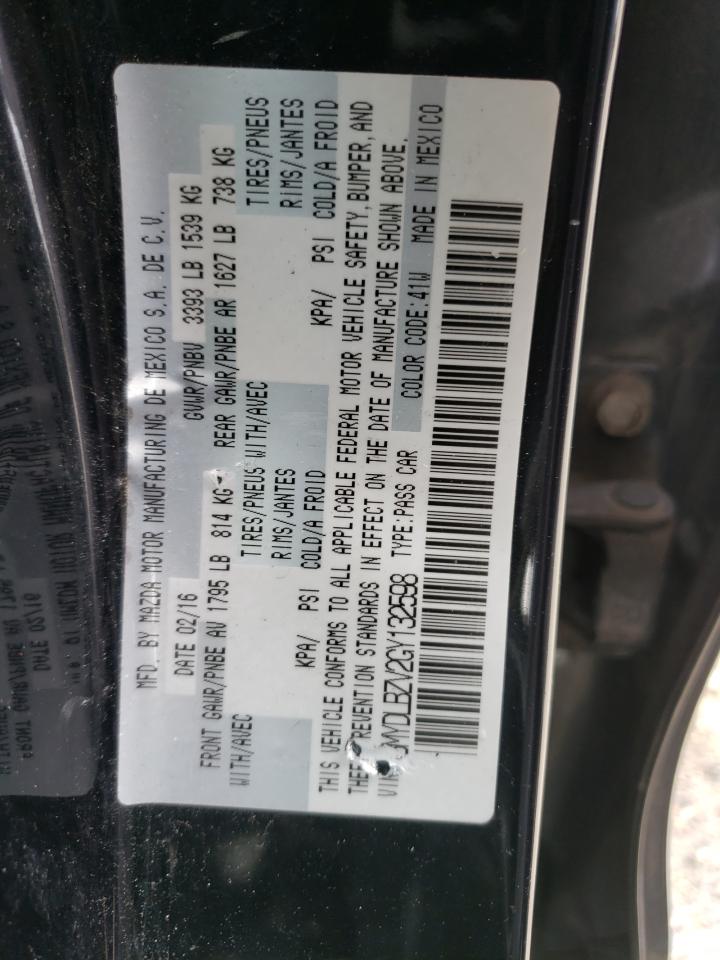 MFD. BY MAZDA MOTOR MANUFACTURING DE MEXICO S.A. DE C.V.
DATE 02/16 GVWR/PNBV 3393 LB 1539 KG
FRONT GAWR/PNBE AV 1795 LB 814 KG REAR GAWR/PNBE AR 1627 LB 738 KG
WITH/AVEC TIRES/PNEUS WITH/AVEC TIRES/PNEUS
RIMS/JANTES RIMS/JANTES
KPA/ PSI COLD/A FROID KPA/ PSI COLD/A FROID
THIS VEHICLE CONFORMS TO ALL APPLICABLE FEDERAL MOTOR VEHICLE SAFETY, BUMPER, AND
PREVENTION STANDARDS IN EFFECT ON THE DATE OF MANUFACTURE SHOWN ABOVE.
MYDLBZV2GY132598 TYPE:PASS CAR COLOR CODE:41W MADE IN MEXICO